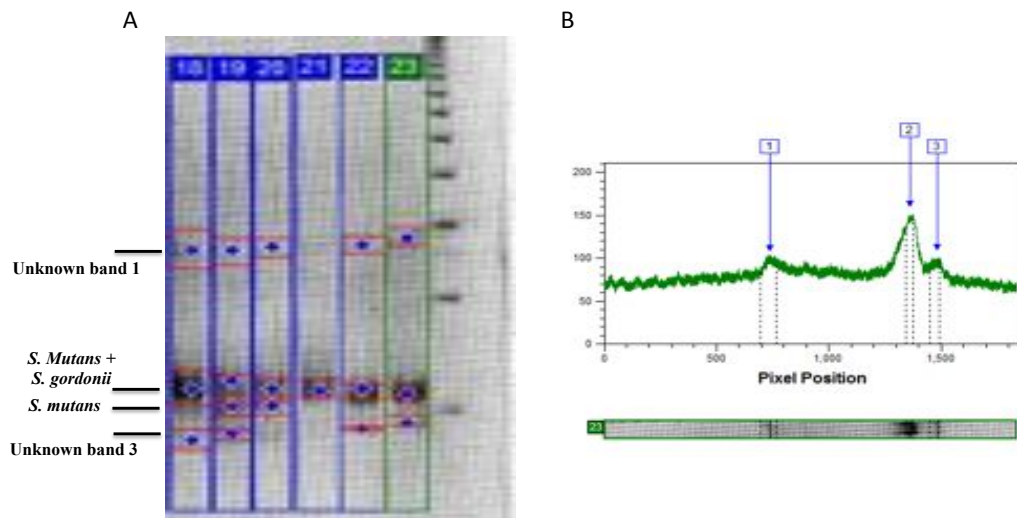 A
18 19 20 21 22 23
Unknown band 1
S. Mutans +
S. gordonii
S. mutans
Unknown band 3
B
1 2 3
200
150
100
50
0
0 500 1,000 1,500
Pixel Position
23